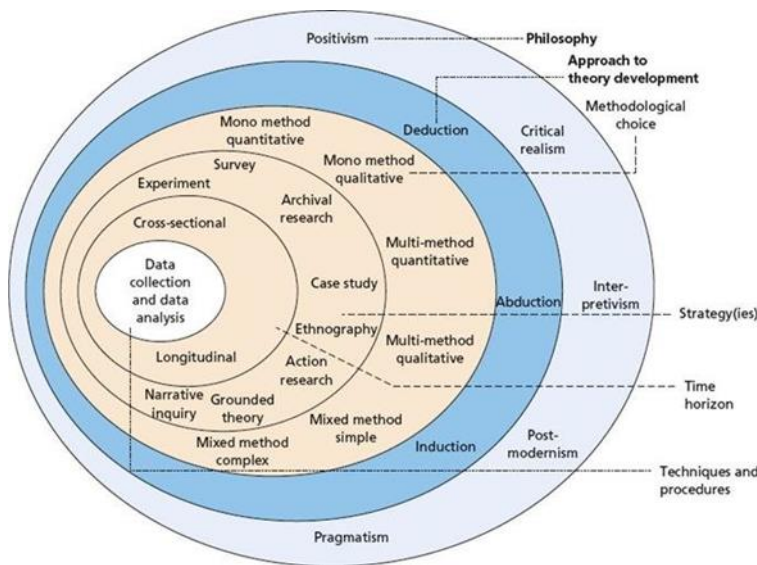 Positivism
Philosophy
Approach to
theory development
Methodological
choice
Deduction
Critical
realism
Mono method
quantitative
Mono method
qualitative
Survey
Experiment
Archival
research
Cross-sectional
Multi-method
quantitative
Data
collection
and data
analysis
Case study
Inter-
pretivism
Abduction
Strategy(ies)
Ethnography
Multi-method
qualitative
Longitudinal
Action
research
Time
horizon
Narrative
inquiry
Grounded
theory
Mixed method
simple
Mixed method
complex
Induction
Post-
modernism
Techniques and
procedures
Pragmatism